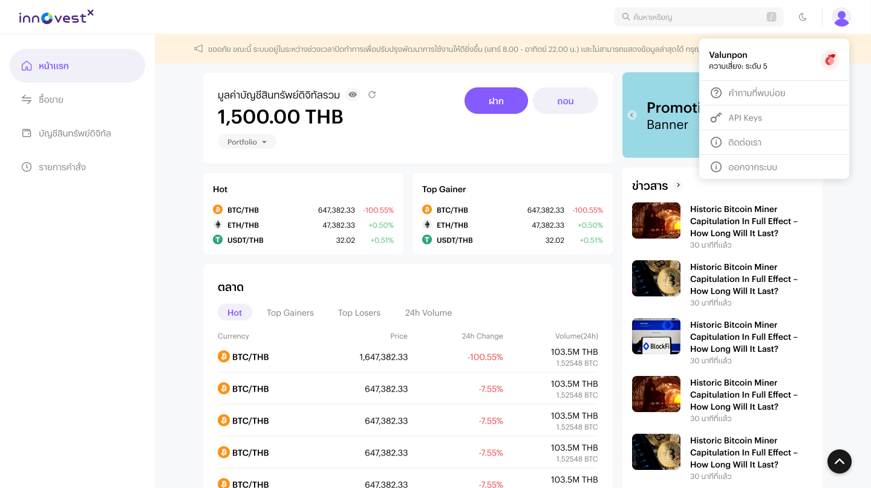 innovestx
ค้นหาเหรียญ /
ขออภัย ขณะนี้ ระบบอยู่ในระหว่างช่วงเวลาปิดทำการเพื่อปรับปรุงพัฒนาการใช้งานให้ดียิ่งขึ้น (เสาร์ 8.00 - อาทิตย์ 22.00 น.) และไม่สามารถแสดงข้อมูลล่าสุดได้
หน้าแรก
ซื้อขาย
บัญชีสินทรัพย์ดิจิทัล
รายการคำสั่ง
มูลค่าบัญชีสินทรัพย์ดิจิทัลรวม
1,500.00 THB
Portfolio
ฝาก
ถอน
Banner
Valunpon
ความเสี่ยง: ระดับ 5
คำถามที่พบบ่อย
API Keys
ติดต่อเรา
ออกจากระบบ
Hot
BTC/THB 647,382.33 -100.55%
ETH/THB 47,382.33 +0.50%
USDT/THB 32.02 +0.51%
Top Gainer
BTC/THB 647,382.33 -100.55%
ETH/THB 47,382.33 +0.50%
USDT/THB 32.02 +0.51%
ตลาด
Hot Top Gainers Top Losers 24h Volume
Currency Price 24h Change Volume(24h)
BTC/THB 1,647,382.33 -100.55% 103.5M THB
1.52548 BTC
BTC/THB 647,382.33 -7.55% 103.5M THB
1.52548 BTC
BTC/THB 647,382.33 -7.55% 103.5M THB
1.52548 BTC
BTC/THB 647,382.33 -7.55% 103.5M THB
1.52548 BTC
BTC/THB 647,382.33 -7.55% 103.5M THB
ข่าวสาร
Historic Bitcoin Miner
Capitulation In Full Effect –
How Long Will It Last?
30 นาทีที่แล้ว
Historic Bitcoin Miner
Capitulation In Full Effect –
How Long Will It Last?
30 นาทีที่แล้ว
BlockFi
Historic Bitcoin Miner
Capitulation In Full Effect –
How Long Will It Last?
30 นาทีที่แล้ว
Historic Bitcoin Miner
Capitulation In Full Effect –
How Long Will It Last?
30 นาทีที่แล้ว
Historic Bitcoin Miner
Capitulation In Full Effect –
How Long Will It Last?
30 นาทีที่แล้ว